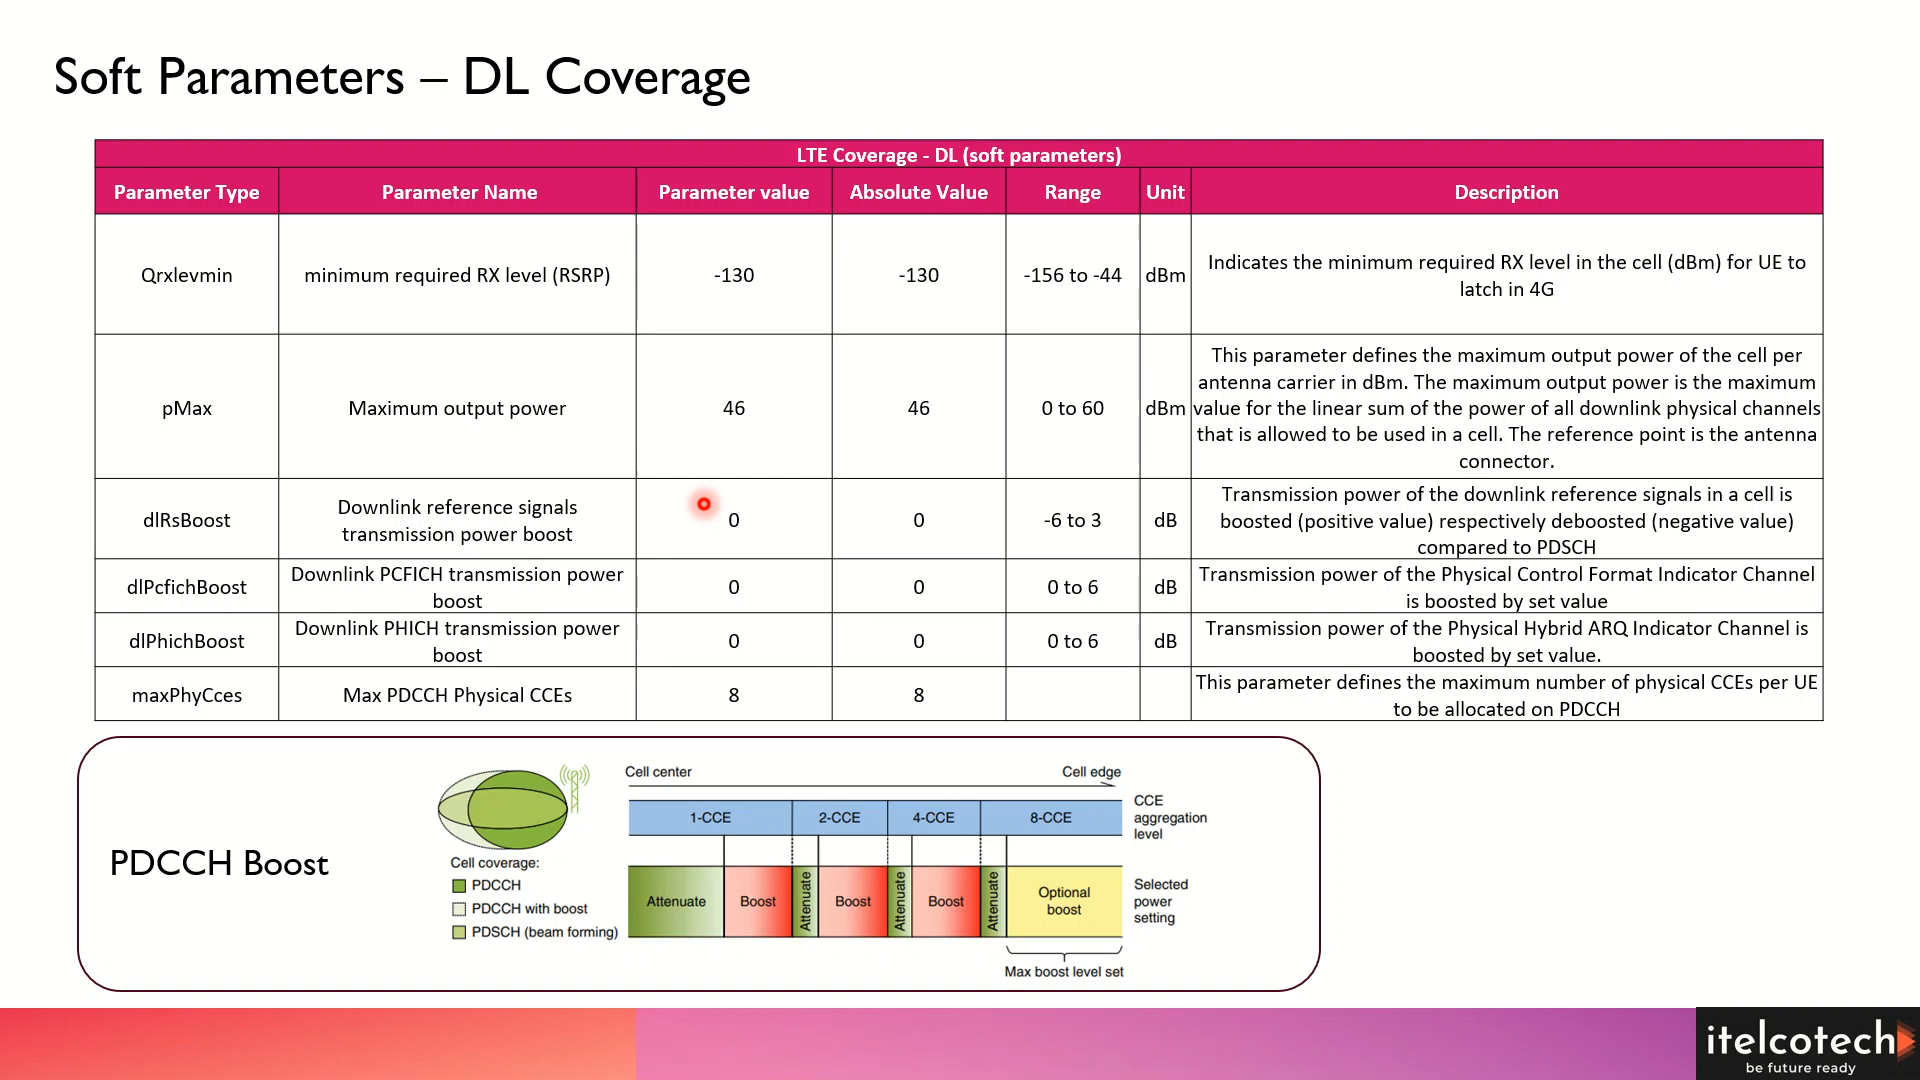 Soft Parameters – DL Coverage
LTE Coverage - DL (soft parameters)
Parameter Type Parameter Name Parameter value Absolute Value Range Unit Description
Qrxlevmin minimum required RX level (RSRP) -130 -130 -156 to -44 dBm
Indicates the minimum required RX level in the cell (dBm) for UE to
latch in 4G
pMax Maximum output power 46 46 0 to 60 dBm
This parameter defines the maximum output power of the cell per
antenna carrier in dBm. The maximum output power is the maximum
value for the linear sum of the power of all downlink physical channels
that is allowed to be used in a cell. The reference point is the antenna
connector.
dlRsBoost
Downlink reference signals
transmission power boost
0 0 -6 to 3 dB
Transmission power of the downlink reference signals in a cell is
boosted (positive value) respectively deboosted (negative value)
compared to PDSCH
dlPcfichBoost
Downlink PCFICH transmission power
boost
0 0 0 to 6 dB
Transmission power of the Physical Control Format Indicator Channel
is boosted by set value
dlPhichBoost
Downlink PHICH transmission power
boost
0 0 0 to 6 dB
Transmission power of the Physical Hybrid ARQ Indicator Channel is
boosted by set value.
maxPhyCces Max PDCCH Physical CCEs 8 8
This parameter defines the maximum number of physical CCEs per UE
to be allocated on PDCCH
PDCCH Boost
Cell coverage:
PDCCH
PDCCH with boost
PDSCH (beam forming)
Cell center Cell edge
1-CCE 2-CCE 4-CCE 8-CCE
CCE
aggregation
level
Attenuate Boost Attenuate Boost Attenuate Boost Attenuate
Optional
boost
Selected
power
setting
Max boost level set
itelcotech
be future ready